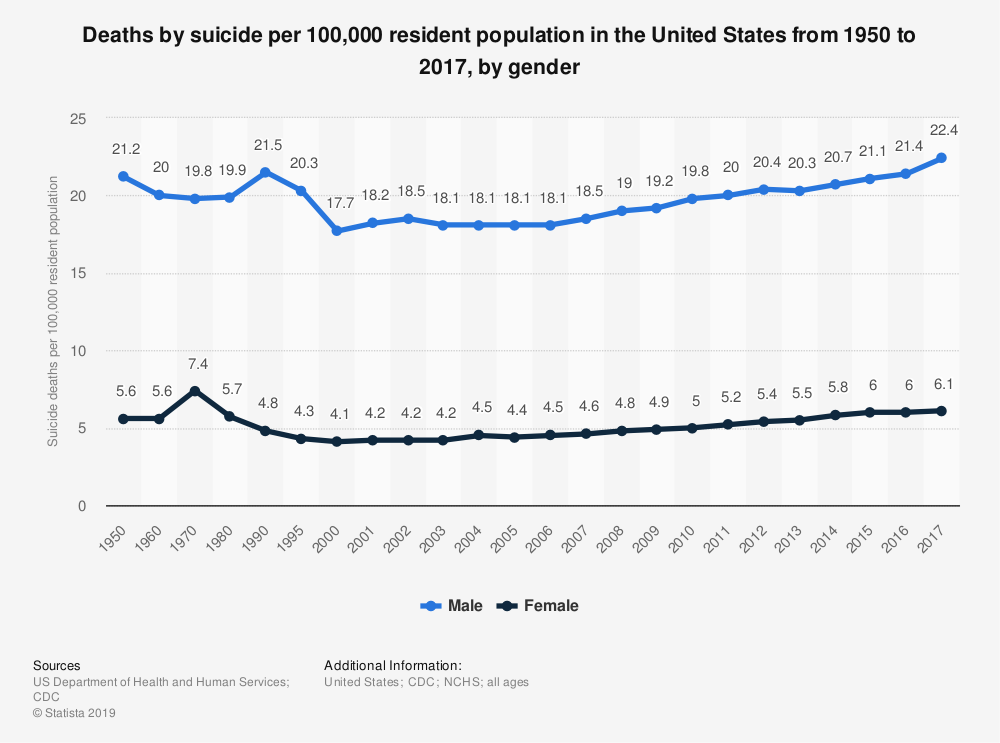 Deaths by suicide per 100,000 resident population in the United States from 1950 to
2017, by gender
Suicide deaths per 100,000 resident population
25
20
15
10
5
0
21.2 20 19.8 19.9 21.5 20.3 17.7 18.2 18.5 18.1 18.1 18.1 18.1 18.5 19 19.2 19.8 20 20.4 20.3 20.7 21.1 21.4 22.4
5.6 5.6 7.4 5.7 4.8 4.3 4.1 4.2 4.2 4.2 4.5 4.4 4.5 4.6 4.8 4.9 5 5.2 5.4 5.5 5.8 6 6 6.1
1950 1960 1970 1980 1990 1995 2000 2001 2002 2003 2004 2005 2006 2007 2008 2009 2010 2011 2012 2013 2014 2015 2016 2017
Male Female
Sources
US Department of Health and Human Services;
CDC
© Statista 2019
Additional Information:
United States; CDC; NCHS; all ages